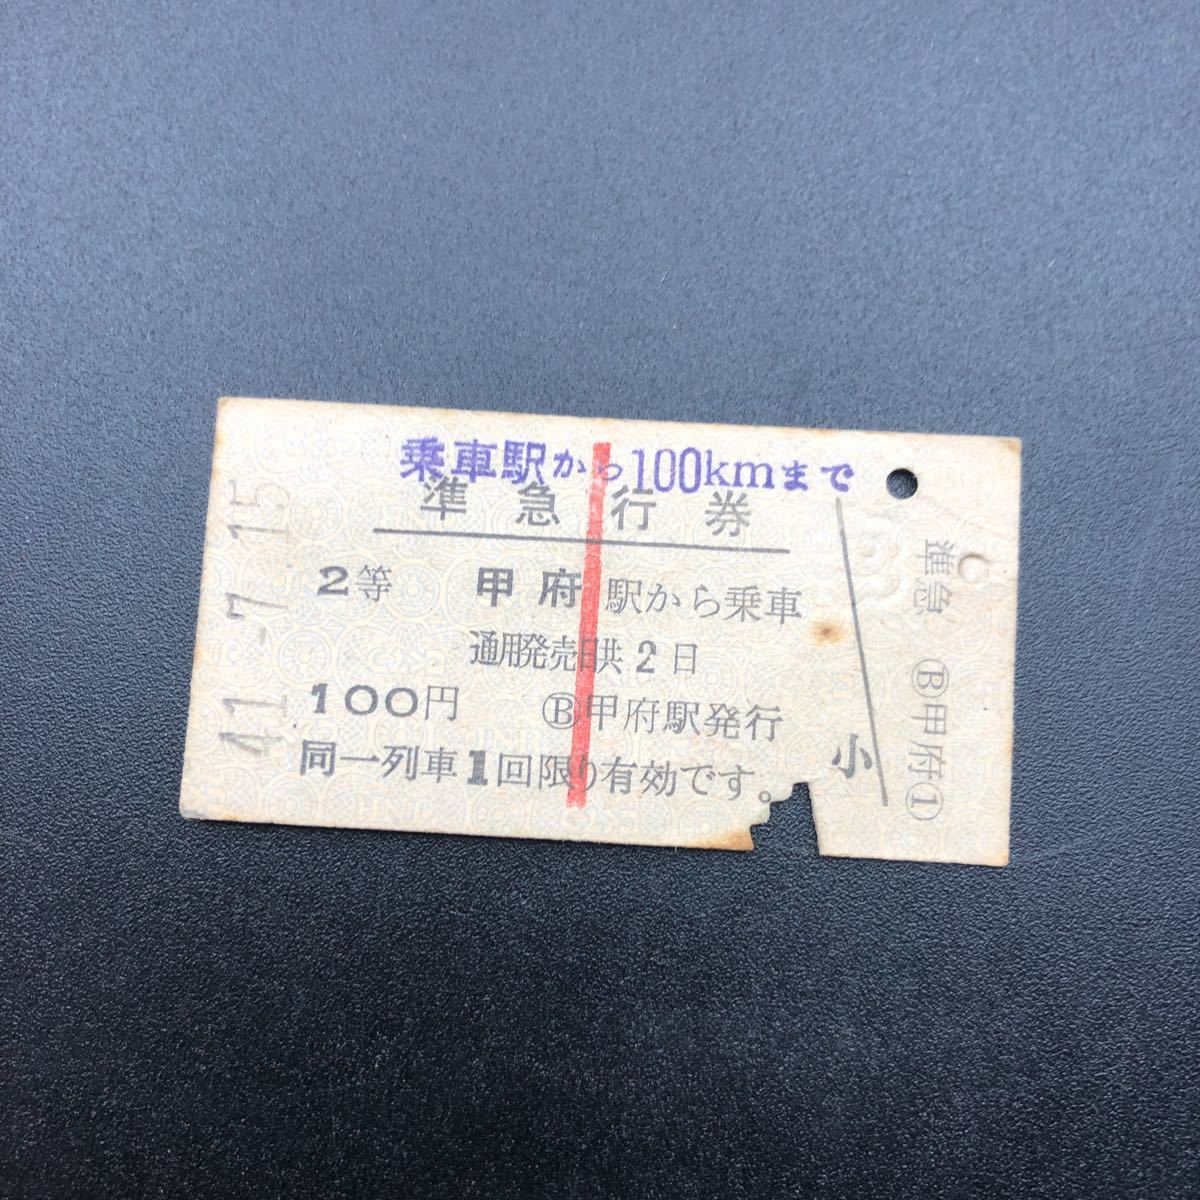 乗車駅から100kmまで
準急行券
2等 甲府駅から乗車
通用発売日共2日
100円 Ⓑ甲府駅発行
同一列車1回限り有効です。
小
準急 Ⓑ甲府①
41.-7.15